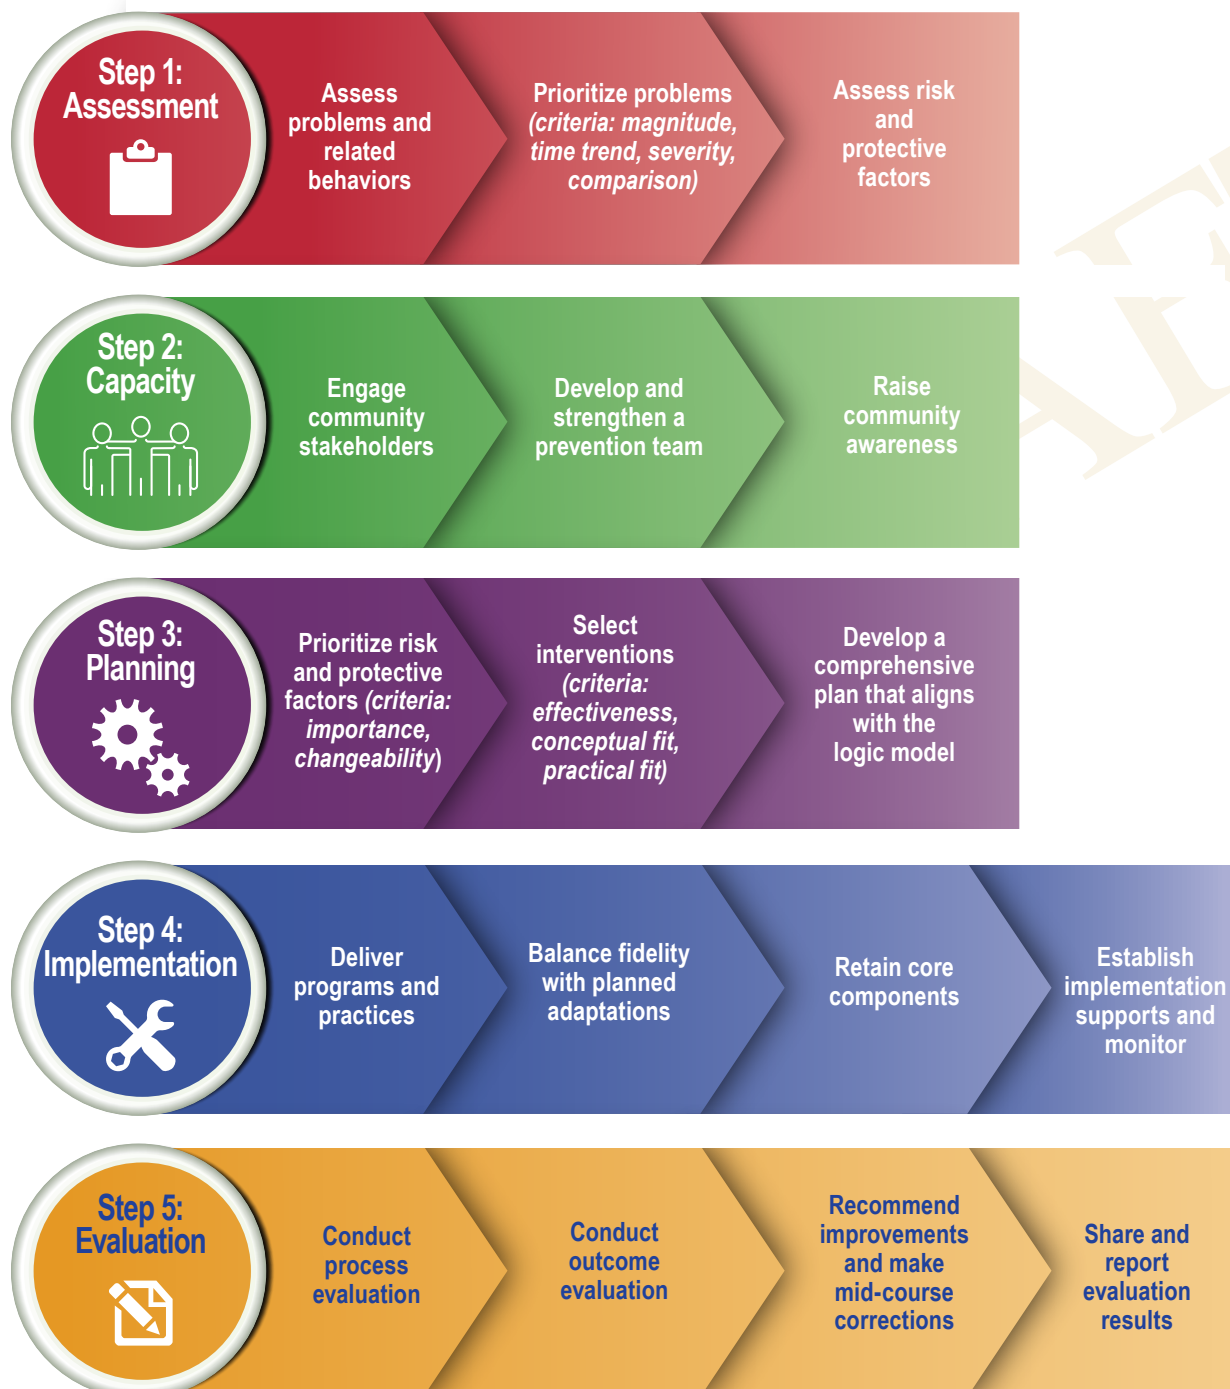 Step 1:
Assessment
Assess
problems and
related
behaviors
Prioritize problems
(criteria: magnitude,
time trend, severity,
comparison)
Assess risk
and
protective
factors
Step 2:
Capacity
Engage
community
stakeholders
Develop and
strengthen a
prevention team
Raise
community
awareness
Step 3:
Planning
Prioritize risk
and protective
factors (criteria:
importance,
changeability)
Select
interventions
(criteria:
effectiveness,
conceptual fit,
practical fit)
Develop a
comprehensive
plan that aligns
with the
logic model
Step 4:
Implementation
Deliver
programs and
practices
Balance fidelity
with planned
adaptations
Retain core
components
Establish
implementation
supports and
monitor
Step 5:
Evaluation
Conduct
process
evaluation
Conduct
outcome
evaluation
Recommend
improvements
and make
mid-course
corrections
Share and
report
evaluation
results